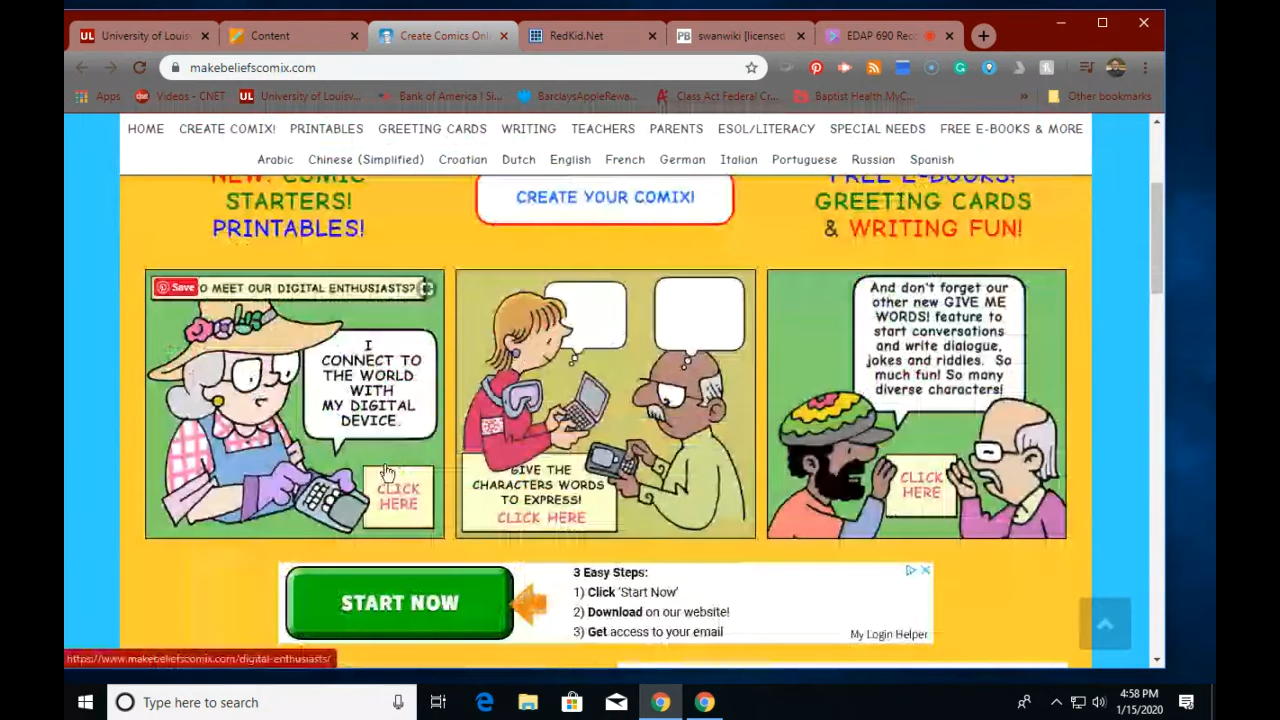 University of Louisv
Content
Create Comics Onl
RedKid.Net
swanwiki [licensed
EDAP 690 Rec
makebeliefscomix.com
Apps
Videos - CNET
University of Louisv...
Bank of America | Si...
BarclaysAppleRewa...
Class Act Federal Cr...
Baptist Health MyC...
»
Other bookmarks
HOME CREATE COMIX! PRINTABLES GREETING CARDS WRITING TEACHERS PARENTS ESOL/LITERACY SPECIAL NEEDS FREE E-BOOKS & MORE
Arabic Chinese (Simplified) Croatian Dutch English French German Italian Portuguese Russian Spanish
NEW! COMIC
STARTERS!
PRINTABLES!
CREATE YOUR COMIX!
FREE E-BOOKS!
GREETING CARDS
& WRITING FUN!
Save
O MEET OUR DIGITAL ENTHUSIASTS?
I
CONNECT TO
THE WORLD
WITH
MY DIGITAL
DEVICE.
CLICK
HERE
GIVE THE
CHARACTERS WORDS
TO EXPRESS!
CLICK HERE
And don't forget our
other new GIVE ME
WORDS! feature to
start conversations
and write dialogue,
jokes and riddles. So
much fun! So many
diverse characters!
CLICK
HERE
START NOW
3 Easy Steps:
1) Click 'Start Now'
2) Download on our website!
3) Get access to your email
My Login Helper
https://www.makebeliefscomix.com/digital-enthusiasts/
Type here to search
4:58 PM
1/15/2020